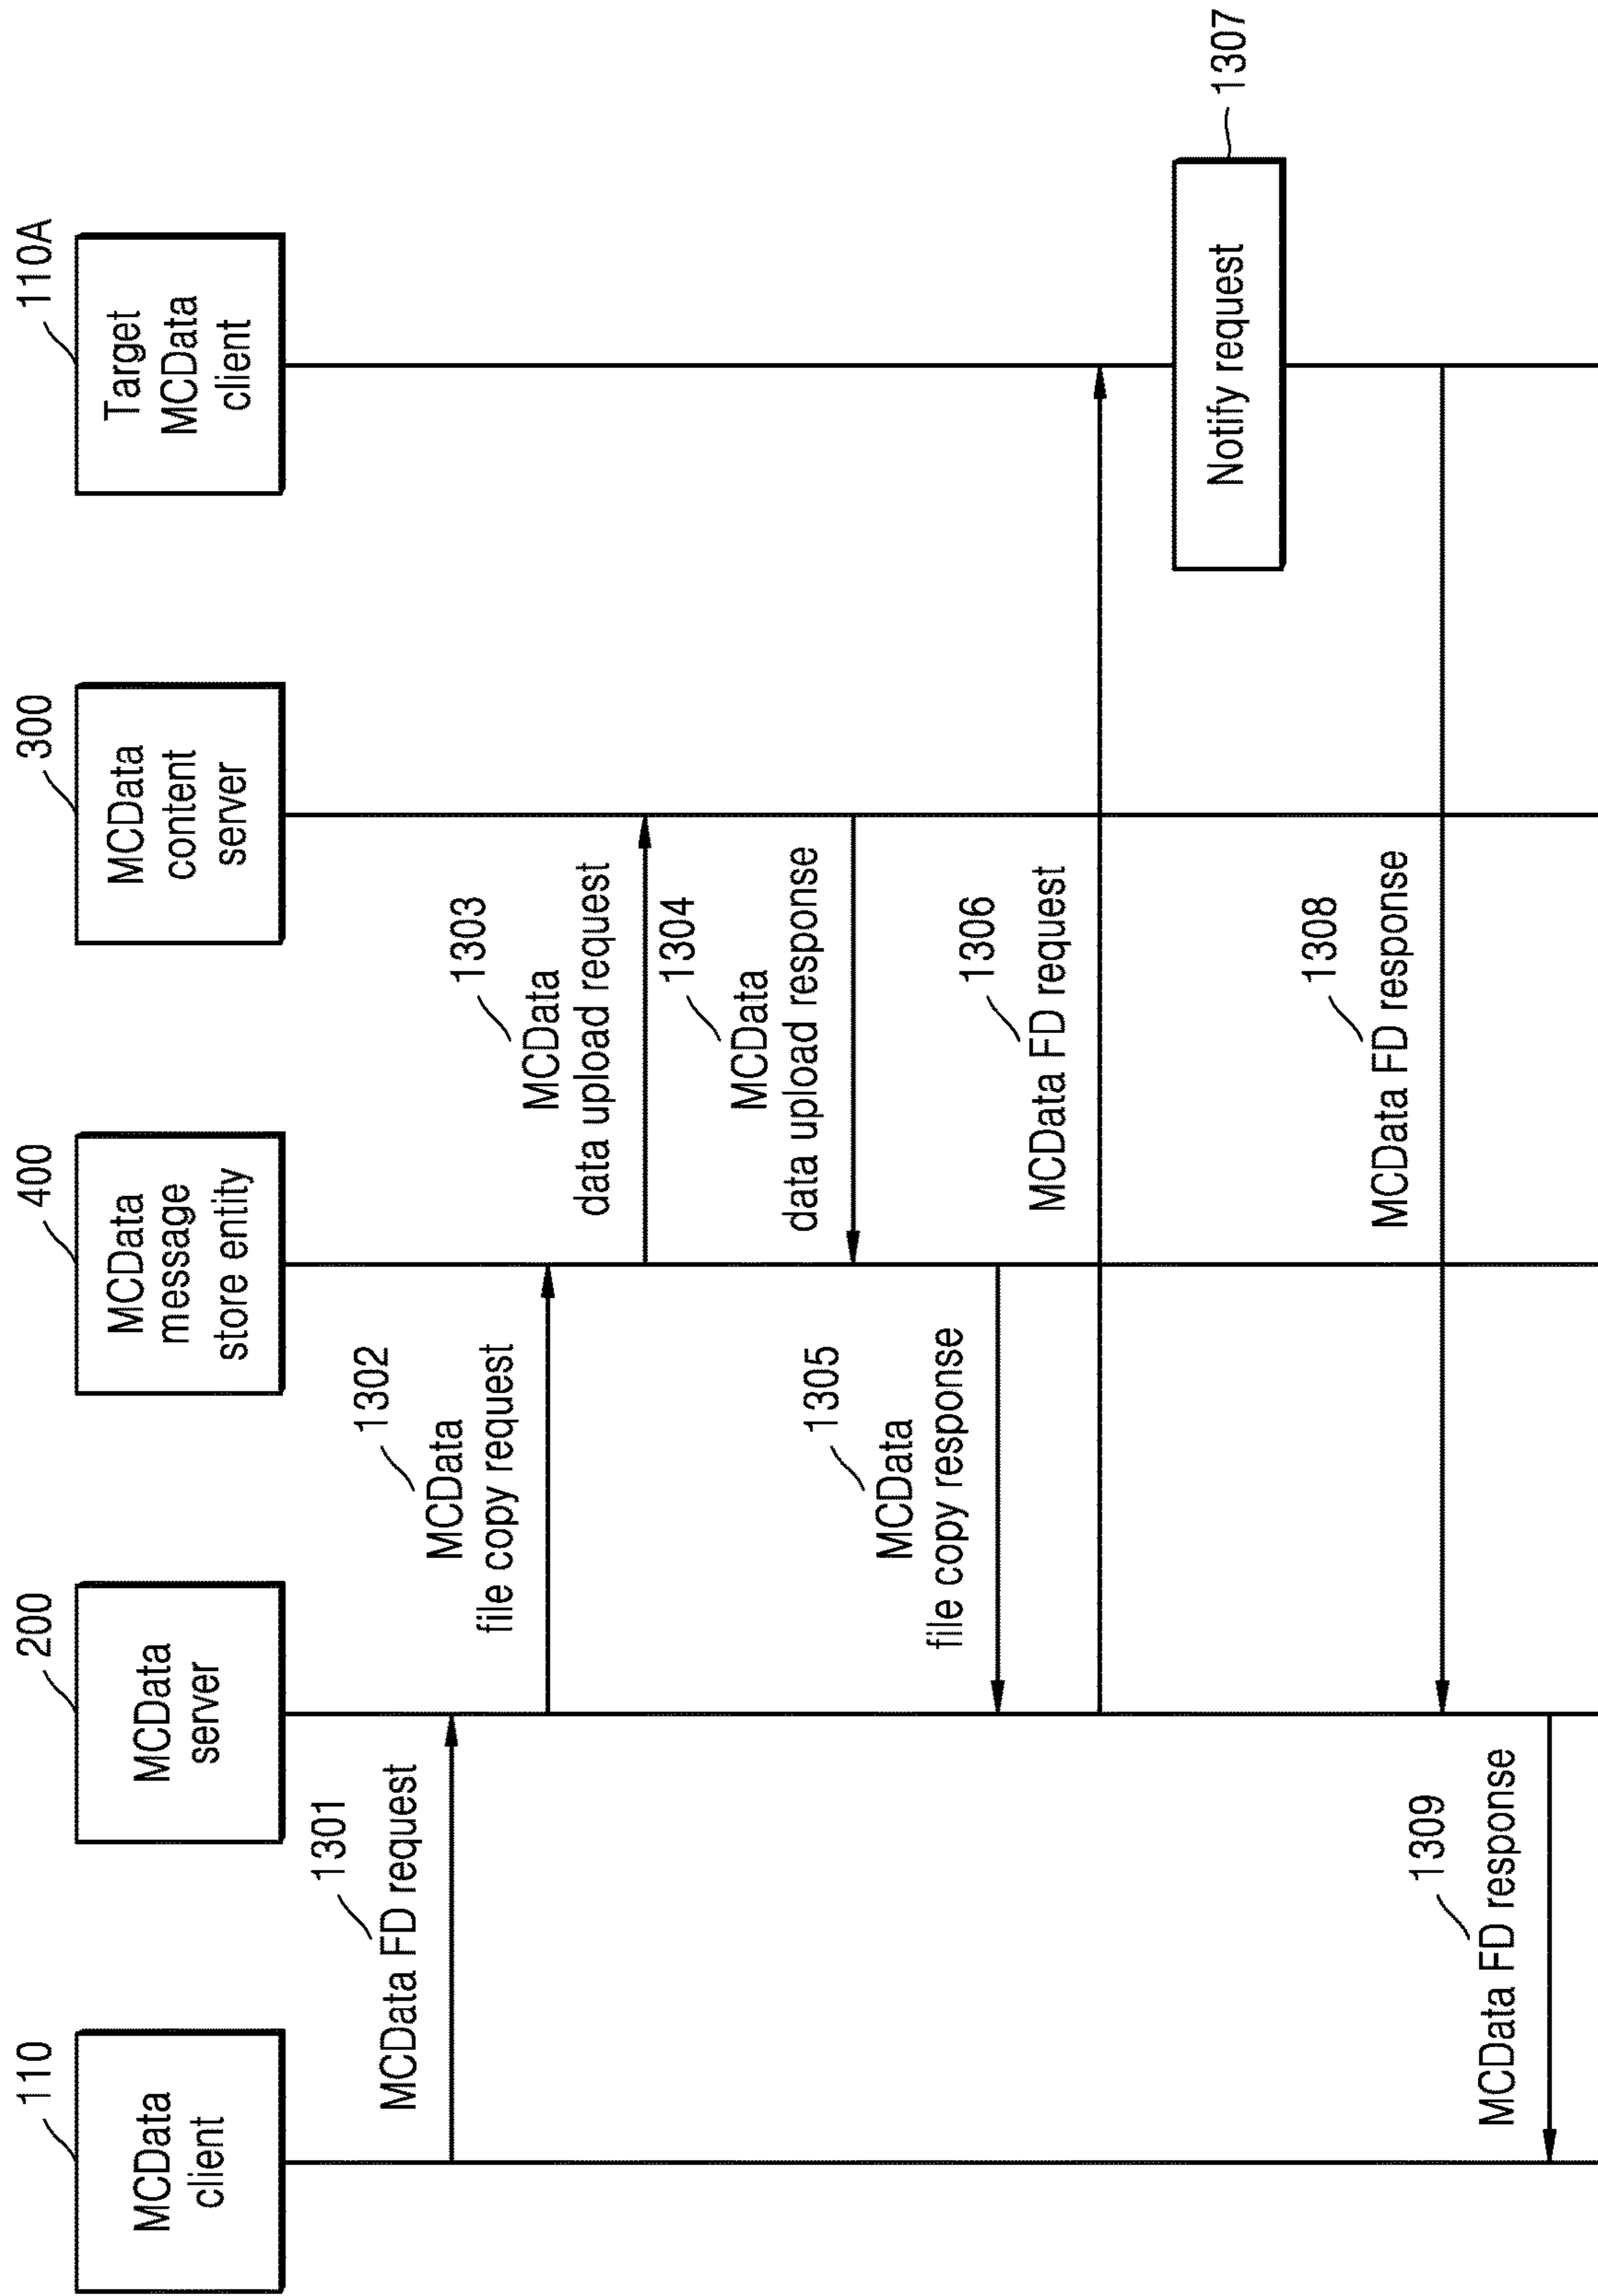 110
MCData
client
200
MCData
server
400
MCData
message
store entity
300
MCData
content
server
110A
Target
MCData
client
1301
MCData FD request
1302
MCData
file copy request
1303
MCData
data upload request
1304
MCData
data upload response
1305
MCData
file copy response
1306
MCData FD request
Notify request
1307
1308
MCData FD response
1309
MCData FD response